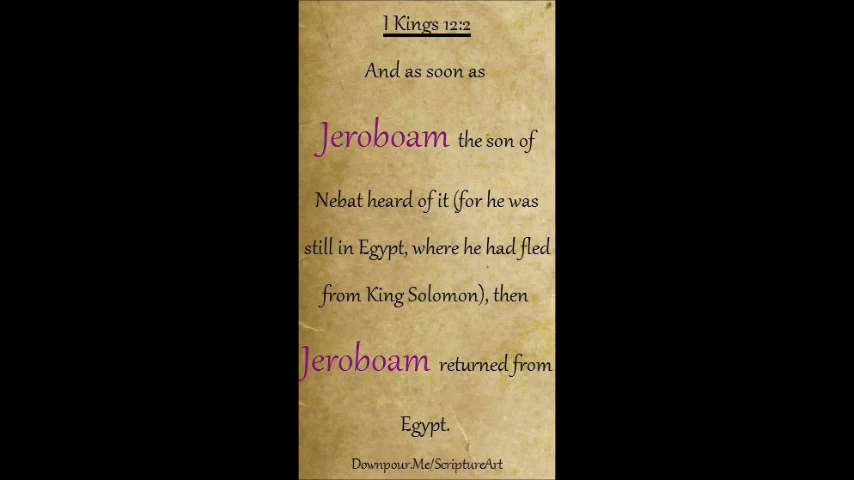 I Kings 12:2
And as soon as
Jeroboam the son of
Nebat heard of it (for he was
still in Egypt, where he had fled
from King Solomon), then
Jeroboam returned from
Egypt.
Downpour.Me/ScriptureArt